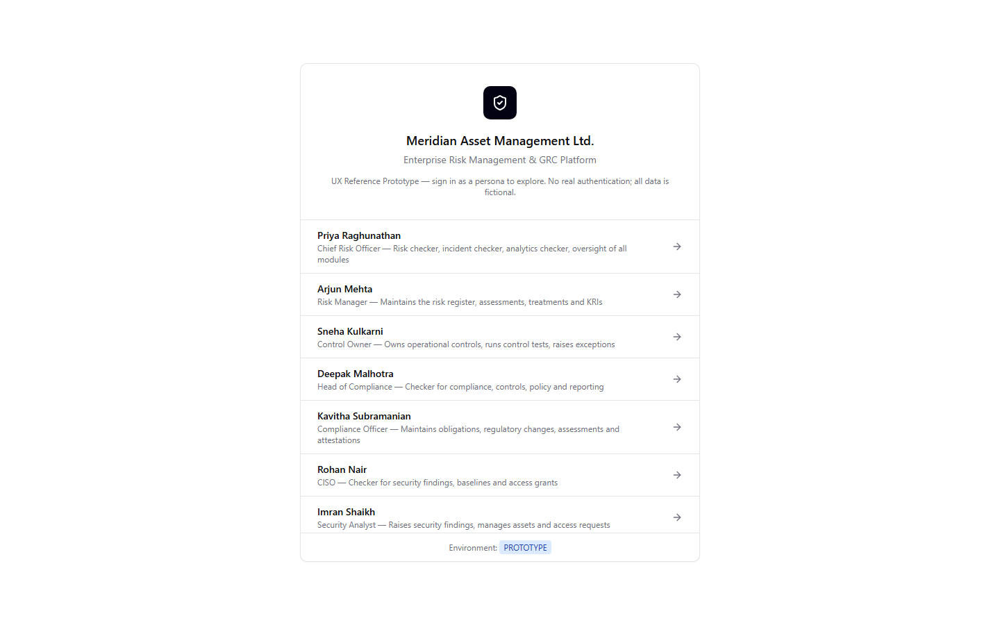 Meridian Asset Management Ltd.
Enterprise Risk Management & GRC Platform
UX Reference Prototype — sign in as a persona to explore. No real authentication; all data is
fictional.
Priya Raghunathan
Chief Risk Officer — Risk checker, incident checker, analytics checker, oversight of all
modules
Arjun Mehta
Risk Manager — Maintains the risk register, assessments, treatments and KRIs
Sneha Kulkarni
Control Owner — Owns operational controls, runs control tests, raises exceptions
Deepak Malhotra
Head of Compliance — Checker for compliance, controls, policy and reporting
Kavitha Subramanian
Compliance Officer — Maintains obligations, regulatory changes, assessments and
attestations
Rohan Nair
CISO — Checker for security findings, baselines and access grants
Imran Shaikh
Security Analyst — Raises security findings, manages assets and access requests
Environment: PROTOTYPE